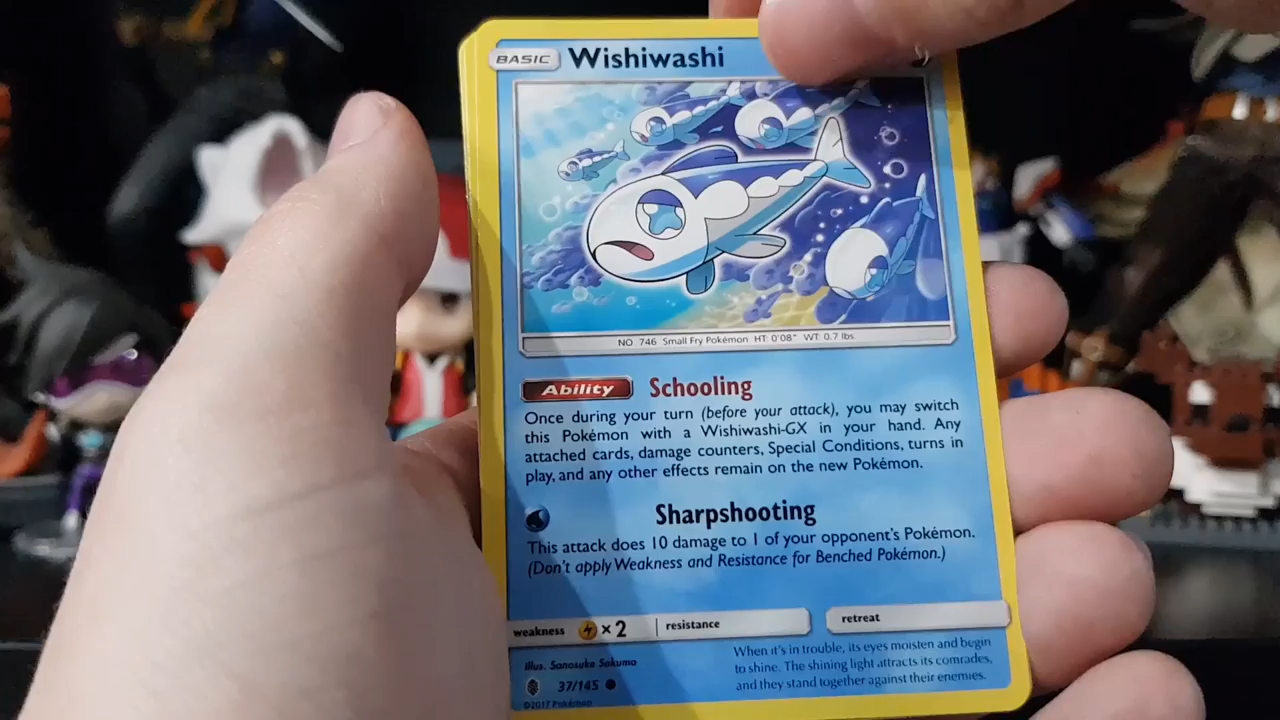 BASIC Wishiwashi
NO. 746 Small Fry Pokémon HT: 0'08" WT: 0.7 lbs.
Ability Schooling
Once during your turn (before your attack), you may switch
this Pokémon with a Wishiwashi-GX in your hand. Any
attached cards, damage counters, Special Conditions, turns in
play, and any other effects remain on the new Pokémon.
Sharpshooting
This attack does 10 damage to 1 of your opponent's Pokémon.
(Don't apply Weakness and Resistance for Benched Pokémon.)
weakness ×2 resistance retreat
Illus. Sanosuke Sakuma
37/145
©2017 Pokémon
When it's in trouble, its eyes moisten and begin
to shine. The shining light attracts its comrades,
and they stand together against their enemies.